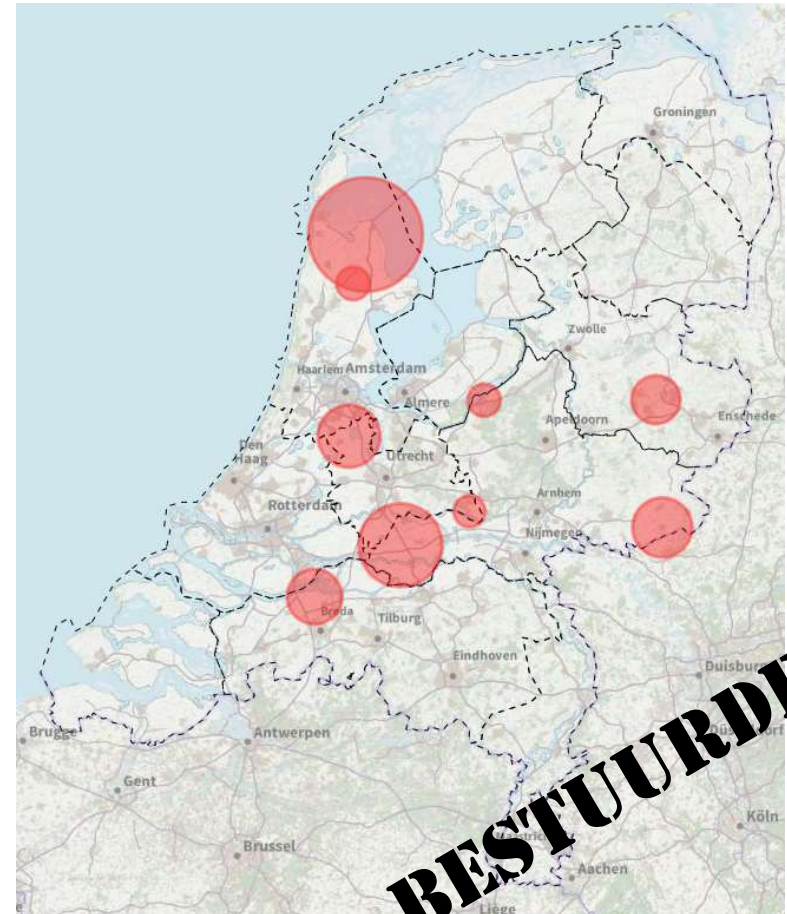 Groningen
Zwolle
Haarlem Amsterdam
Almere
Apeldoorn
Enschede
Den
Haag
Utrecht
Arnhem
Rotterdam
Nijmegen
Breda
Tilburg
Eindhoven
Duisburg
Brugge
Antwerpen
Gent
Köln
Brussel
BESTUURD
Aachen
Liège